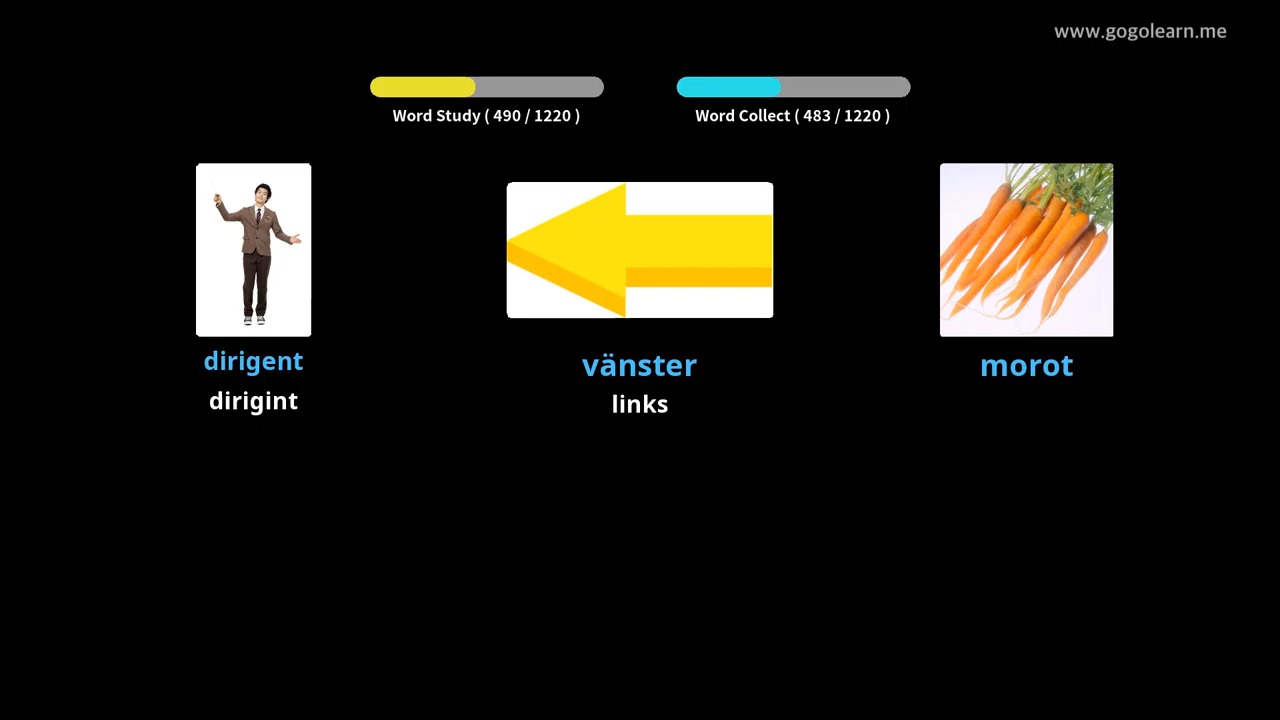 www.gogolearn.me
Word Study ( 490 / 1220 )
Word Collect ( 483 / 1220 )
dirigent
dirigint
vänster
links
morot